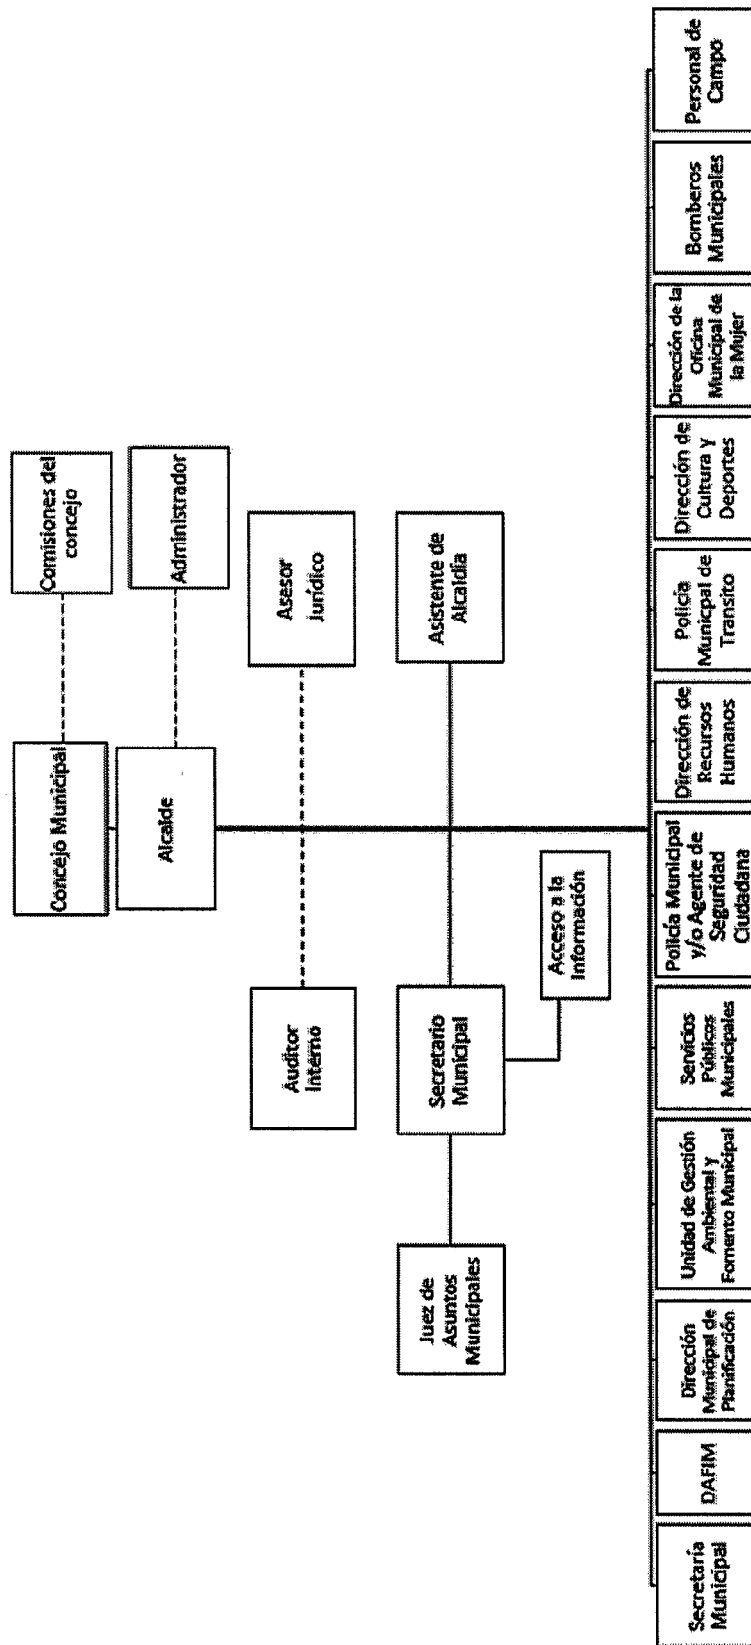 Concejo Municipal
Comisiones del
concejo
Alcalde
Administrador
Auditor
Interno
Asesor
Jurídico
Juez de
Asuntos
Municipales
Secretario
Municipal
Asistente de
Alcaldía
Acceso a la
Información
Secretaría
Municipal
DAFIM
Dirección
Municipal de
Planificación
Unidad de Gestión
Ambiental y
Fomento Municipal
Servicios
Públicos
Municipales
Policía Municipal
y/o Agente de
Seguridad
Ciudadana
Dirección de
Recursos
Humanos
Policía
Municpal de
Transito
Dirección de
Cultura y
Deportes
Dirección de la
Oficina
Municipal de
la Mujer
Bomberos
Municipales
Personal de
Campo